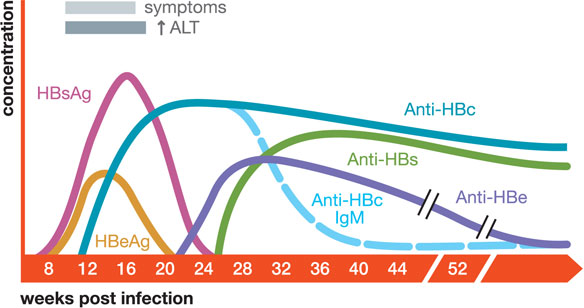 symptoms
↑ ALT
concentration
HBsAg
Anti-HBc
Anti-HBs
Anti-HBc
IgM
Anti-HBe
HBeAg
8 12 16 20 24 28 32 36 40 44 52
weeks post infection